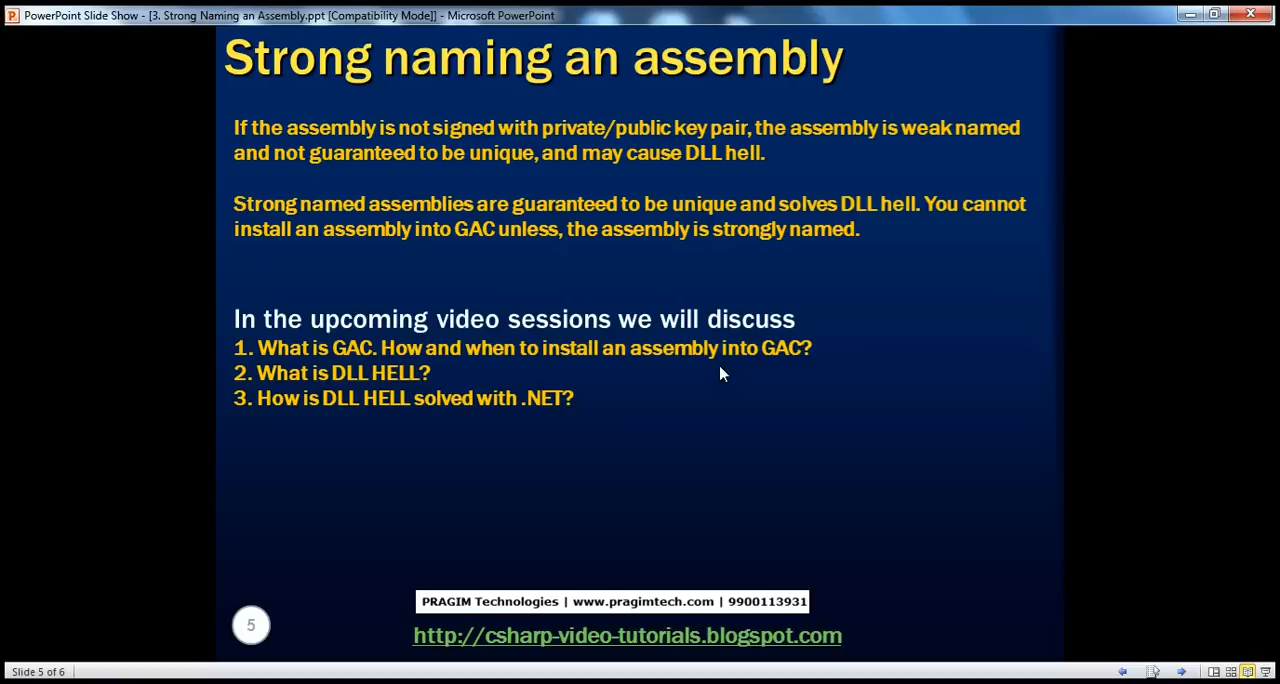 PowerPoint Slide Show - [3. Strong Naming an Assembly.ppt [Compatibility Mode]] - Microsoft PowerPoint
Strong naming an assembly
If the assembly is not signed with private/public key pair, the assembly is weak named
and not guaranteed to be unique, and may cause DLL hell.
Strong named assemblies are guaranteed to be unique and solves DLL hell. You cannot
install an assembly into GAC unless, the assembly is strongly named.
In the upcoming video sessions we will discuss
1. What is GAC. How and when to install an assembly into GAC?
2. What is DLL HELL?
3. How is DLL HELL solved with .NET?
PRAGIM Technologies | www.pragimtech.com | 9900113931
5
http://csharp-video-tutorials.blogspot.com
Slide 5 of 6